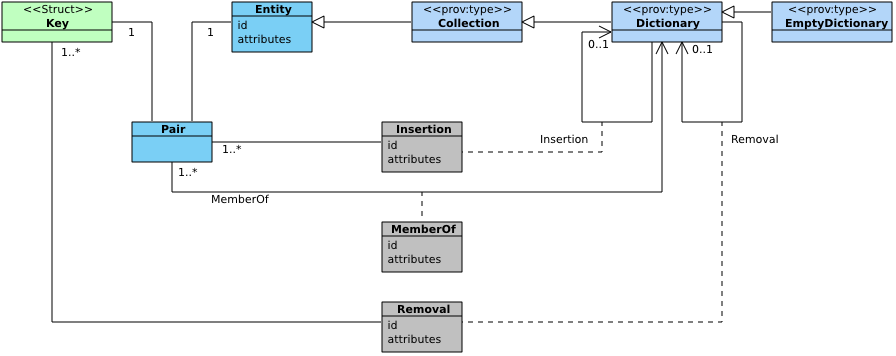 <<Struct>>
Key
Entity
id
attributes
<<prov:type>>
Collection
<<prov:type>>
Dictionary
<<prov:type>>
EmptyDictionary
1
1
0..1
0..1
1..*
Pair
1..*
1..*
Insertion
id
attributes
Insertion
Removal
MemberOf
MemberOf
id
attributes
Removal
id
attributes